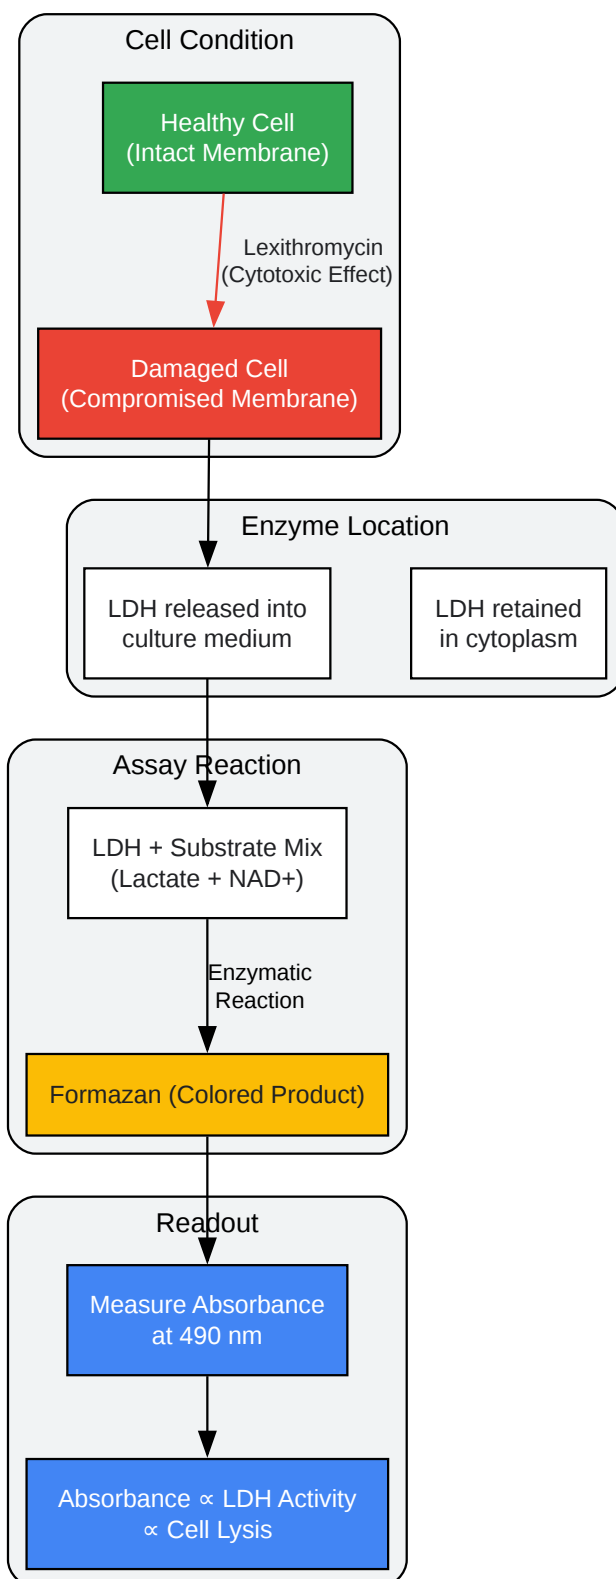 Cell Condition
Healthy Cell
(Intact Membrane)
Lexithromycin
(Cytotoxic Effect)
Damaged Cell
(Compromised Membrane)
Enzyme Location
LDH released into
culture medium
LDH retained
in cytoplasm
Assay Reaction
LDH + Substrate Mix
(Lactate + NAD+)
Enzymatic
Reaction
Formazan (Colored Product)
Readout
Measure Absorbance
at 490 nm
Absorbance ∝ LDH Activity
∝ Cell Lysis